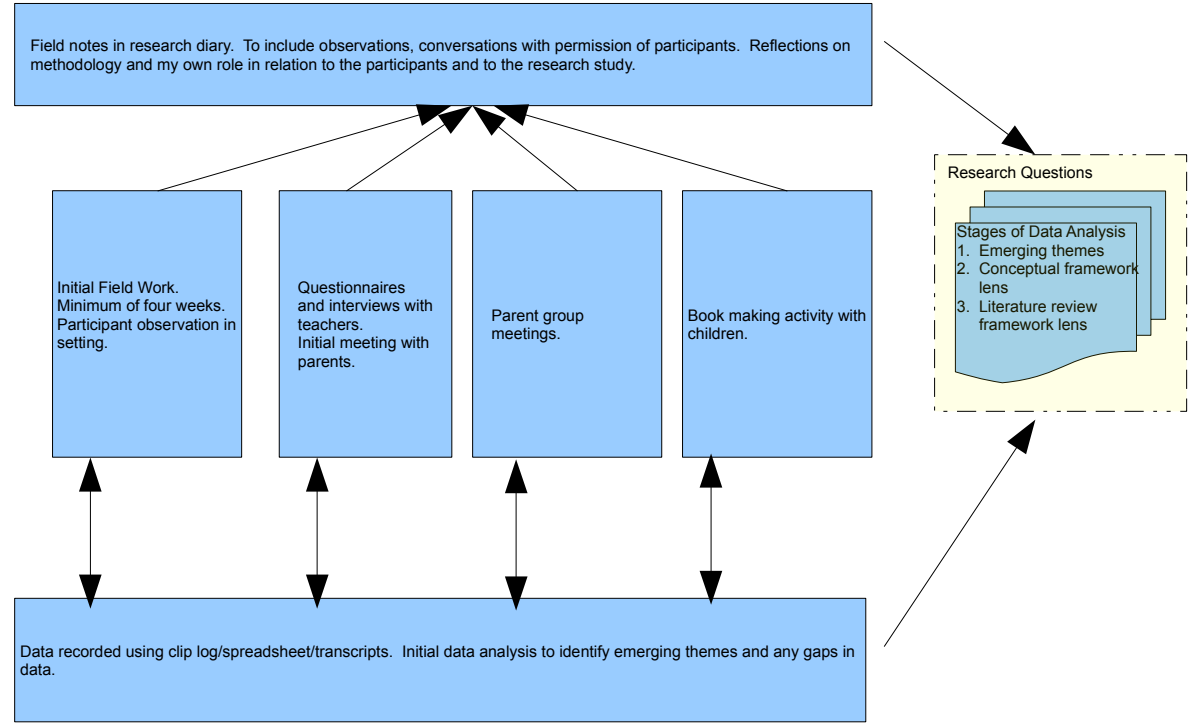 Field notes in research diary.  To include observations, conversations with permission of participants.  Reflections on
methodology and my own role in relation to the participants and to the research study.
Research Questions
Stages of Data Analysis
1.  Emerging themes
2.  Conceptual framework
lens
3.  Literature review
framework lens
Initial Field Work.
Minimum of four weeks.
Participant observation in
setting.
Questionnaires
and interviews with
teachers.
Initial meeting with
parents.
Parent group
meetings.
Book making activity with
children.
Data recorded using clip log/spreadsheet/transcripts.  Initial data analysis to identify emerging themes and any gaps in
data.